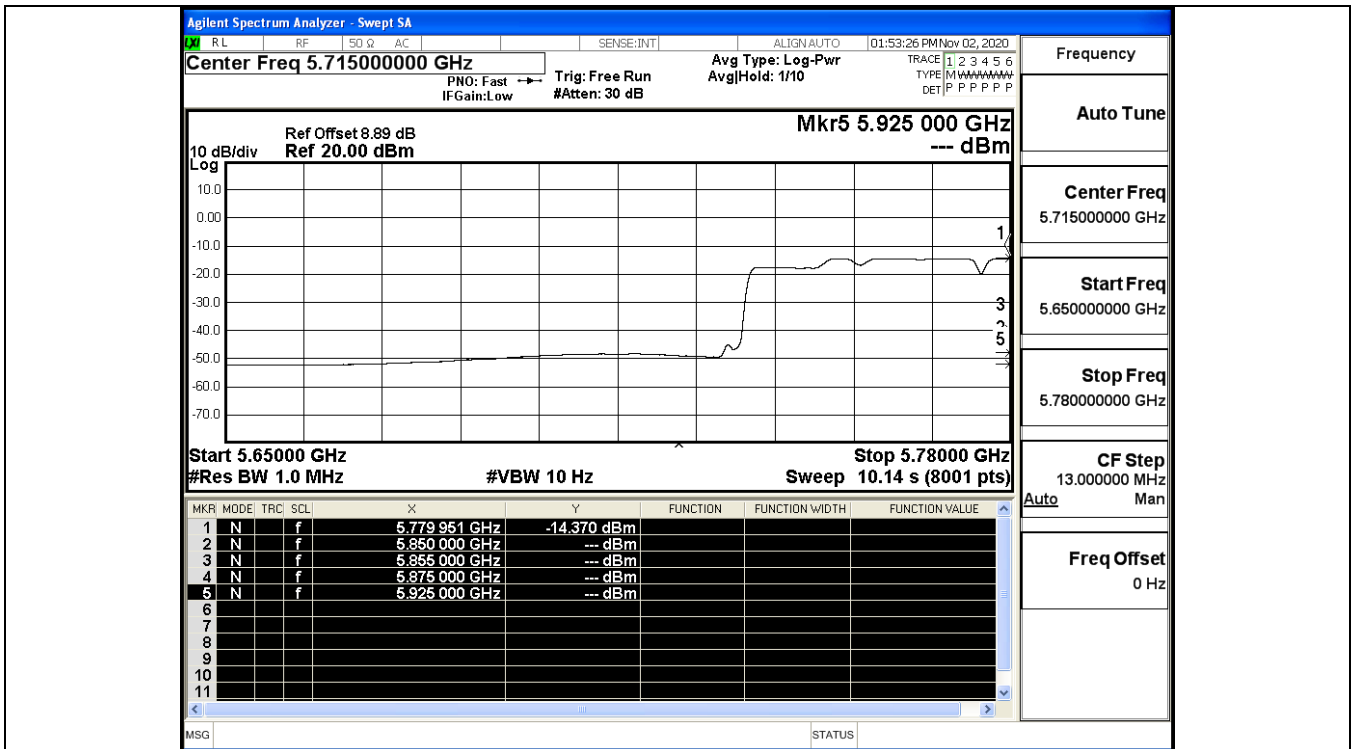 Agilent Spectrum Analyzer - Swept SA
LXI RL RF 50 Ω AC SENSE:INT ALIGN AUTO 01:53:26 PM Nov 02, 2020
Center Freq 5.715000000 GHz
PNO: Fast
IFGain:Low
Trig: Free Run
#Atten: 30 dB
Avg Type: Log-Pwr
Avg|Hold: 1/10
TRACE 1 2 3 4 5 6
TYPE M WWWWW
DET P P P P P P
Ref Offset 8.89 dB
10 dB/div Ref 20.00 dBm
Log
Mkr5 5.925 000 GHz
--- dBm
10.0
0.00
-10.0
-20.0
-30.0
-40.0
-50.0
-60.0
-70.0
1
3
5
Start 5.65000 GHz Stop 5.78000 GHz
#Res BW 1.0 MHz #VBW 10 Hz Sweep 10.14 s (8001 pts)
MKR MODE TRC SCL X Y FUNCTION FUNCTION WIDTH FUNCTION VALUE
1 N f 5.779 951 GHz -14.370 dBm
2 N f 5.850 000 GHz --- dBm
3 N f 5.855 000 GHz --- dBm
4 N f 5.875 000 GHz --- dBm
5 N f 5.925 000 GHz --- dBm
6
7
8
9
10
11
MSG STATUS
Frequency
Auto Tune
Center Freq
5.715000000 GHz
Start Freq
5.650000000 GHz
Stop Freq
5.780000000 GHz
CF Step
13.000000 MHz
Auto Man
Freq Offset
0 Hz